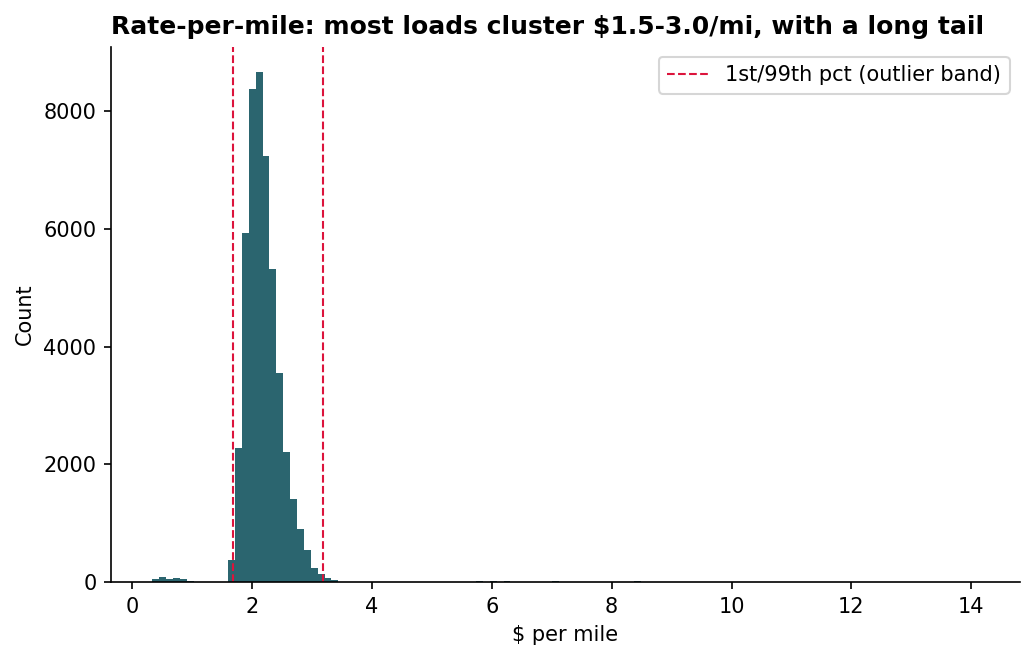 Rate-per-mile: most loads cluster $1.5-3.0/mi, with a long tail
1st/99th pct (outlier band)
8000
6000
4000
2000
0
Count
0 2 4 6 8 10 12 14
$ per mile